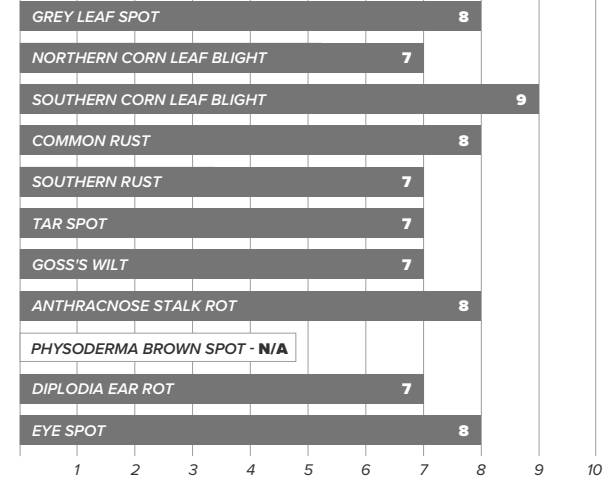 GREY LEAF SPOT 8
NORTHERN CORN LEAF BLIGHT 7
SOUTHERN CORN LEAF BLIGHT 9
COMMON RUST 8
SOUTHERN RUST 7
TAR SPOT 7
GOSS'S WILT 7
ANTHRACNOSE STALK ROT 8
PHYSODERMA BROWN SPOT - N/A
DIPLODIA EAR ROT 7
EYE SPOT 8
1 2 3 4 5 6 7 8 9 10